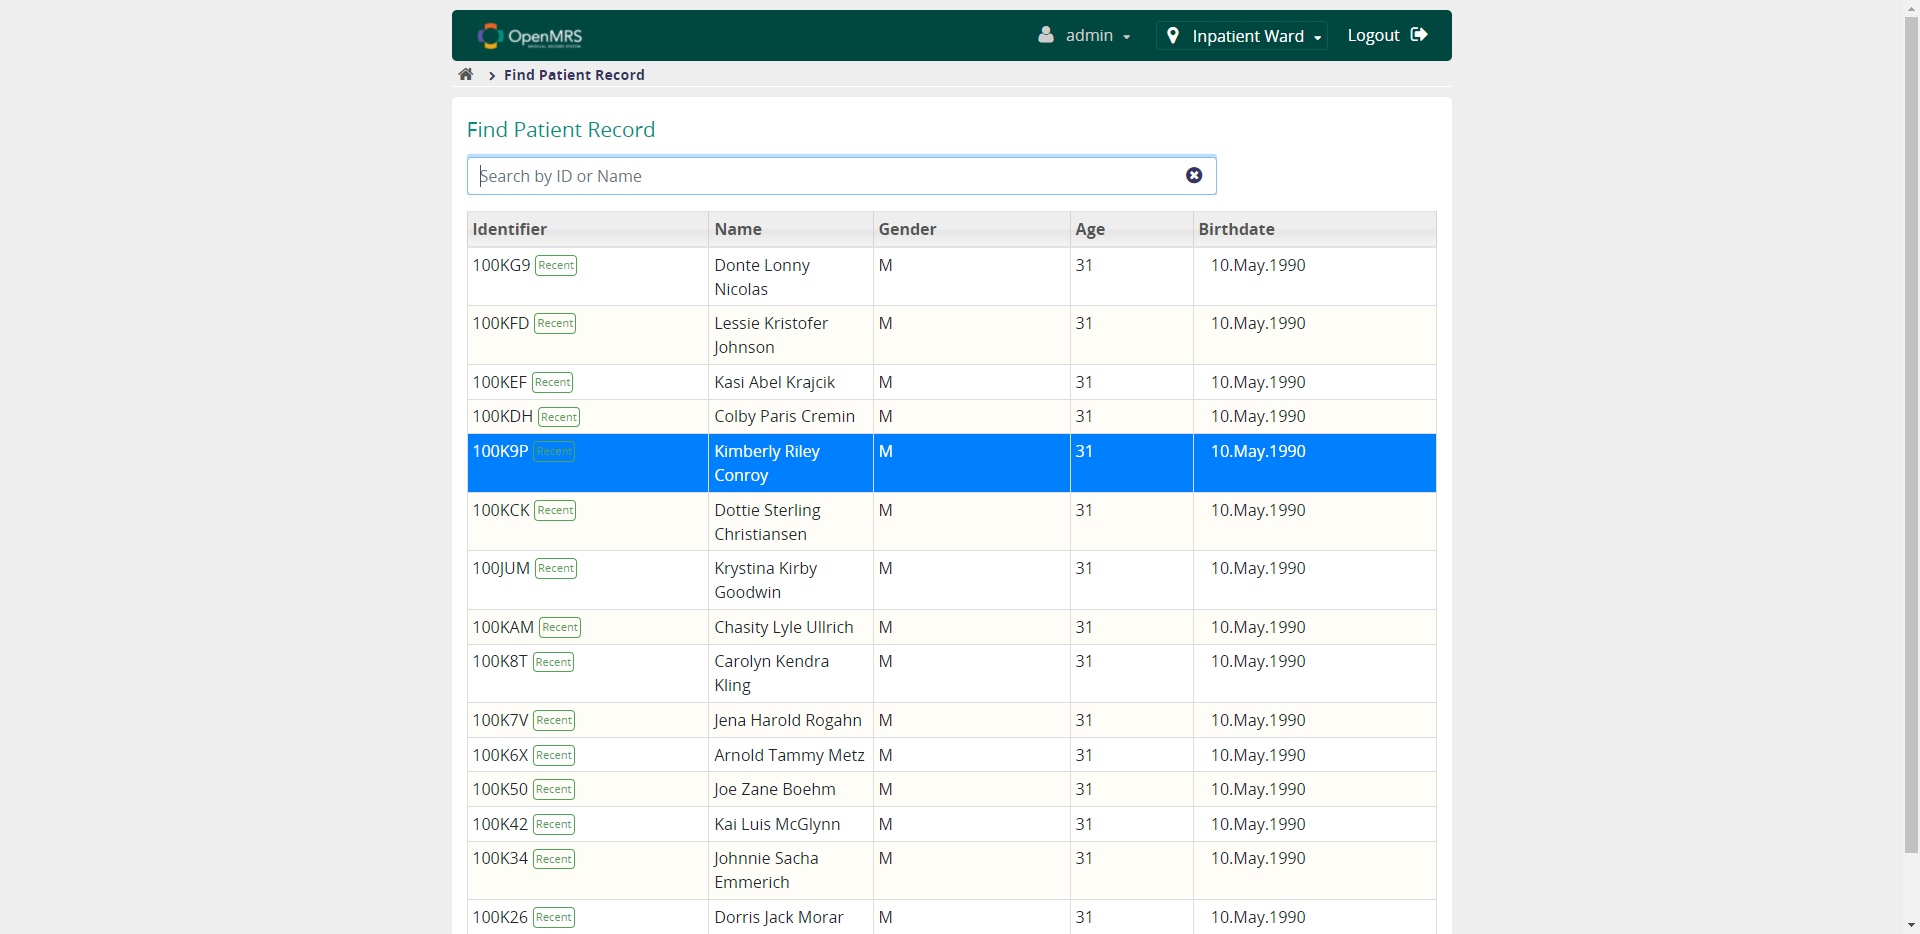 OpenMRS
MEDICAL RECORD SYSTEM
admin
Inpatient Ward
Logout
Find Patient Record
Find Patient Record
Search by ID or Name
Identifier Name Gender Age Birthdate
100KG9 Recent Donte Lonny Nicolas M 31 10.May.1990
100KFD Recent Lessie Kristofer Johnson M 31 10.May.1990
100KEF Recent Kasi Abel Krajcik M 31 10.May.1990
100KDH Recent Colby Paris Cremin M 31 10.May.1990
100K9P Recent Kimberly Riley Conroy M 31 10.May.1990
100KCK Recent Dottie Sterling Christiansen M 31 10.May.1990
100JUM Recent Krystina Kirby Goodwin M 31 10.May.1990
100KAM Recent Chasity Lyle Ullrich M 31 10.May.1990
100K8T Recent Carolyn Kendra Kling M 31 10.May.1990
100K7V Recent Jena Harold Rogahn M 31 10.May.1990
100K6X Recent Arnold Tammy Metz M 31 10.May.1990
100K50 Recent Joe Zane Boehm M 31 10.May.1990
100K42 Recent Kai Luis McGlynn M 31 10.May.1990
100K34 Recent Johnnie Sacha Emmerich M 31 10.May.1990
100K26 Recent Dorris Jack Morar M 31 10.May.1990